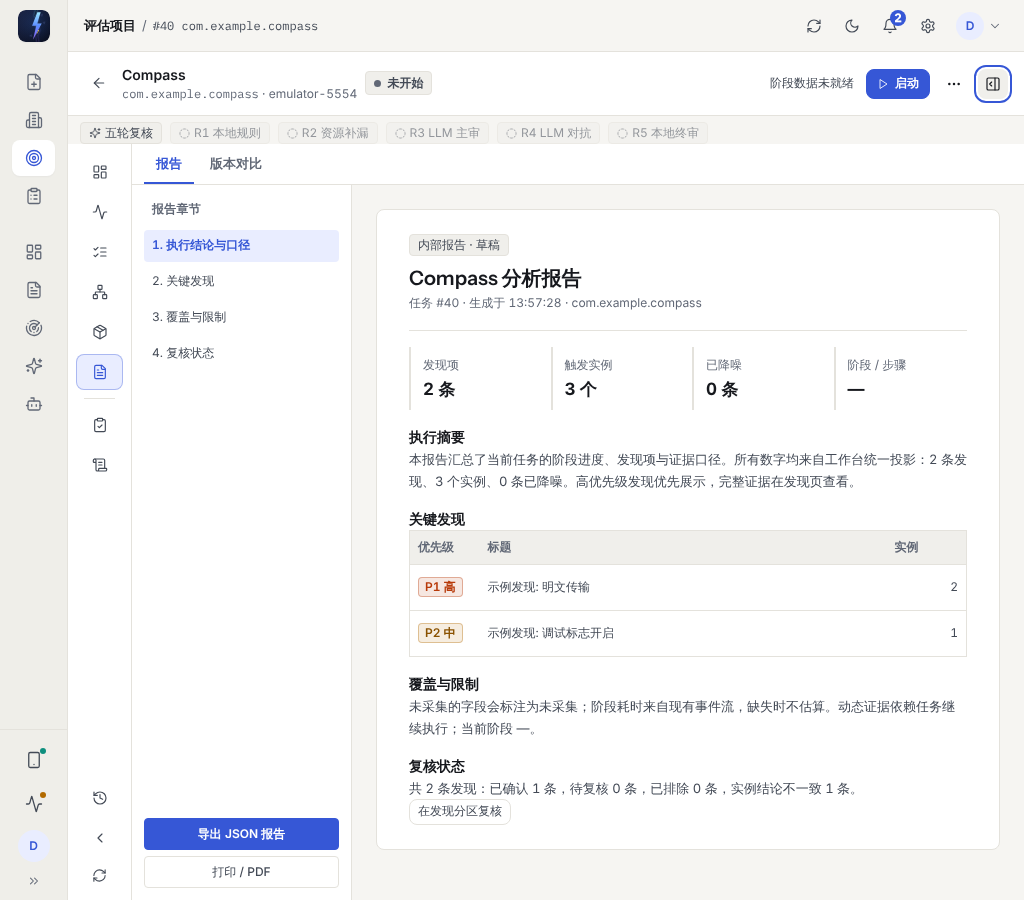 评估项目 / #40 com.example.compass
2
D
Compass
com.example.compass · emulator-5554
未开始
阶段数据未就绪
启动
五轮复核
R1 本地规则
R2 资源补漏
R3 LLM 主审
R4 LLM 对抗
R5 本地终审
报告
版本对比
报告章节
1. 执行结论与口径
2. 关键发现
3. 覆盖与限制
4. 复核状态
导出 JSON 报告
打印 / PDF
D
内部报告 · 草稿
Compass 分析报告
任务 #40 · 生成于 13:57:28 · com.example.compass
发现项
2 条
触发实例
3 个
已降噪
0 条
阶段 / 步骤
—
执行摘要
本报告汇总了当前任务的阶段进度、发现项与证据口径。所有数字均来自工作台统一投影：2 条发
现、3 个实例、0 条已降噪。高优先级发现优先展示，完整证据在发现页查看。
关键发现
优先级 标题 实例
P1 高 示例发现: 明文传输 2
P2 中 示例发现: 调试标志开启 1
覆盖与限制
未采集的字段会标注为未采集；阶段耗时来自现有事件流，缺失时不估算。动态证据依赖任务继
续执行；当前阶段 —。
复核状态
共 2 条发现：已确认 1 条，待复核 0 条，已排除 0 条，实例结论不一致 1 条。
在发现分区复核